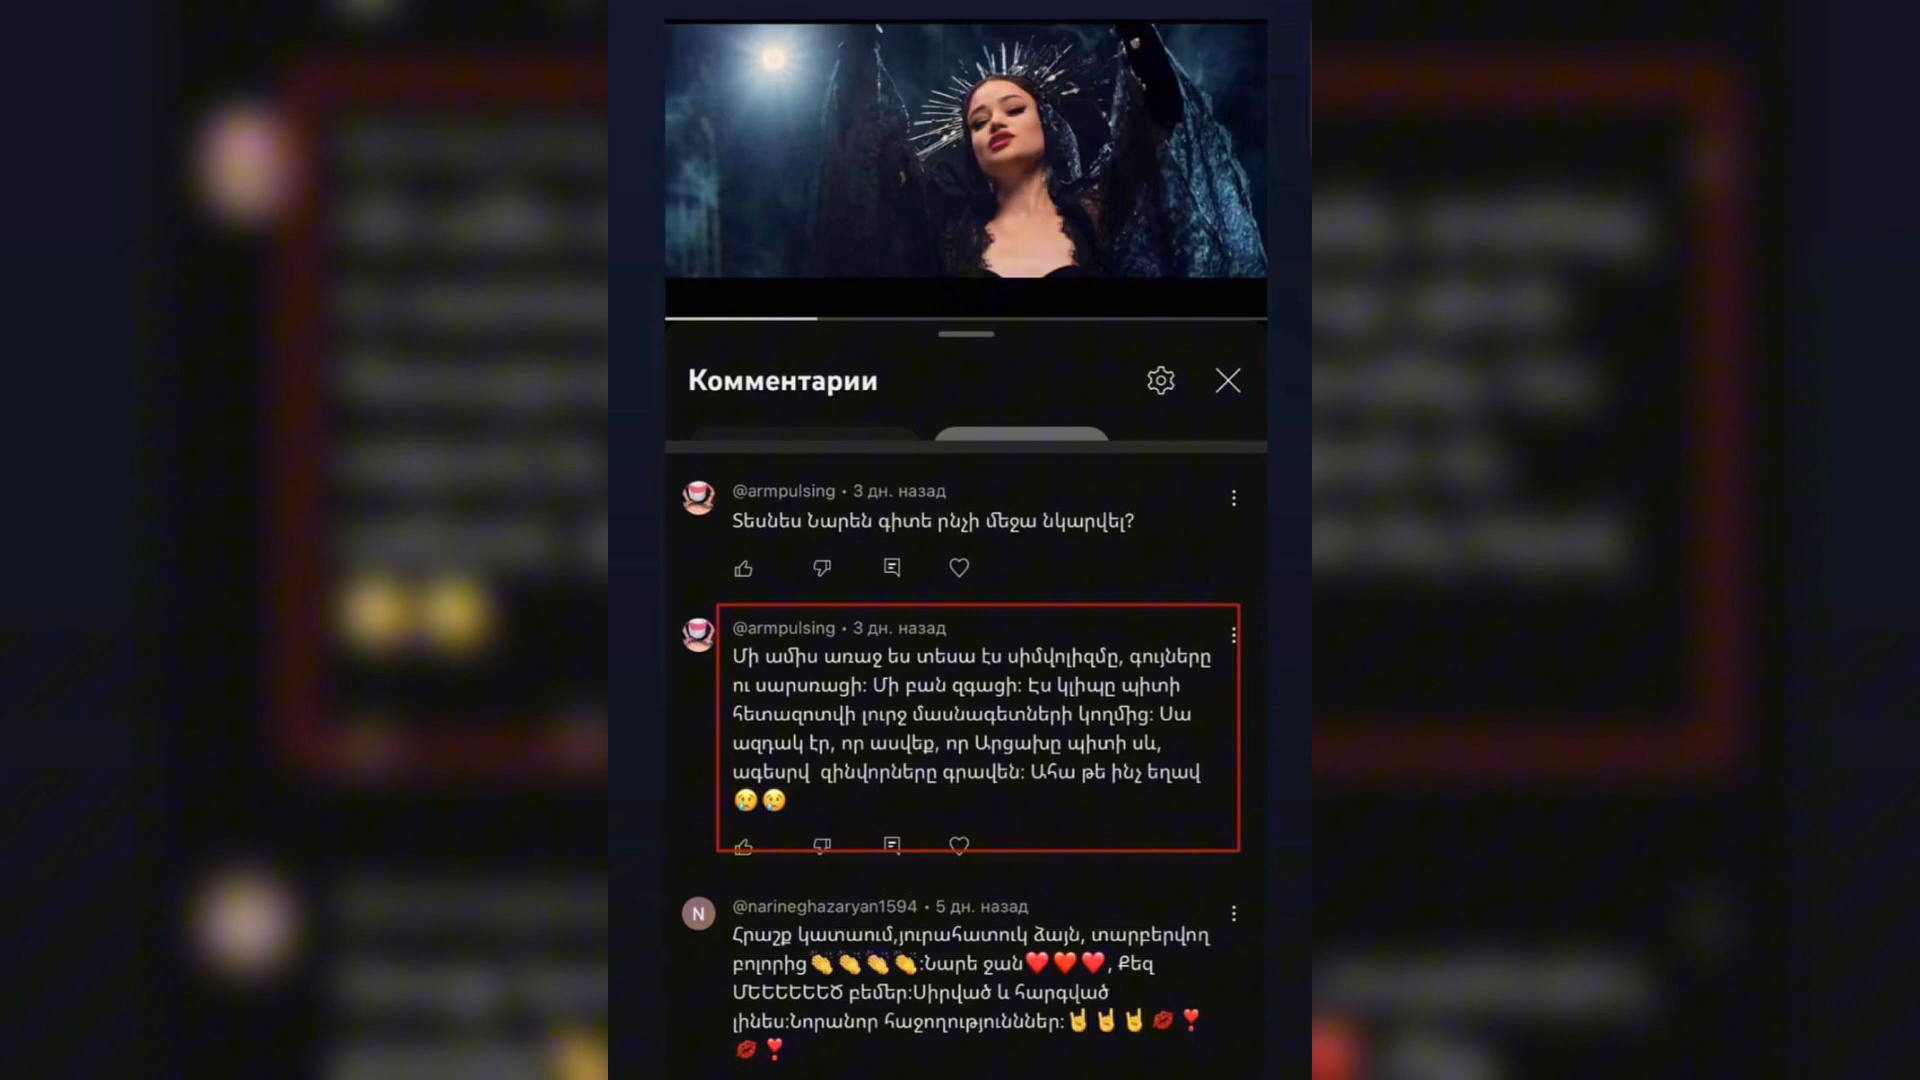 Комментарии
@armpulsing • 3 дн. назад
Տեսնես Նարեն գիտե րնչի մեջա նկարվել?
@armpulsing • 3 дн. назад
Մի ամիս առաջ ես տեսա էս սիմվոլիզմը, գույները
ու սարսռացի: Մի բան զգացի: Էս կլիպը պիտի
հետազոտվի լուրջ մասնագետների կողմից: Սա
ազդակ էր, որ ասվեք, որ Արցախը պիտի սև,
ագեսրվ զինվորները գրավեն: Ահա թե ինչ եղավ
😢😢
N
@narineghazaryan1594 • 5 дн. назад
Հրաշք կատաում,յուրահատուկ ձայն, տարբերվող
բոլորից👏👏👏👏:Նարե ջան❤️❤️❤️, Քեզ
ՄԵԵԵԵԵԵԾ բեմեր:Սիրված և հարգված
լինես:Նորանոր հաջողություններ:🤘🤘🤘💋❣️
💋❣️